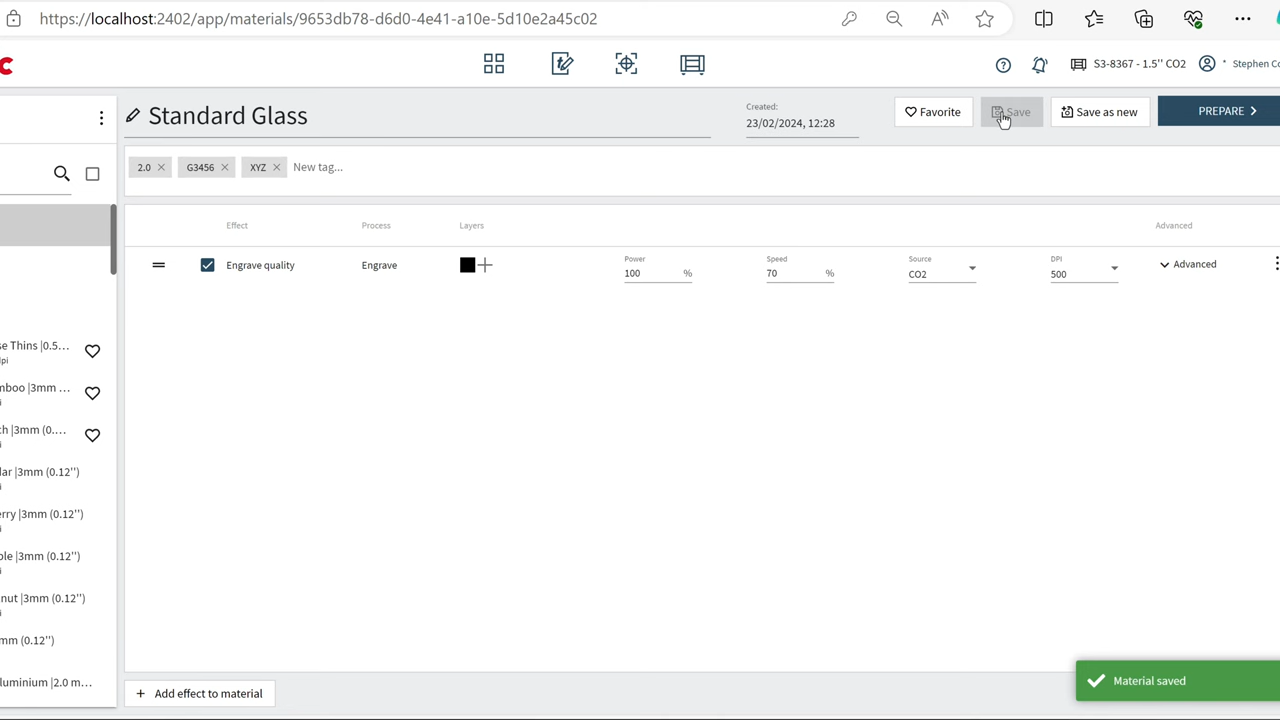 https://localhost:2402/app/materials/9653db78-d6d0-4e41-a10e-5d10e2a45c02
S3-8367 - 1.5'' CO2
Stephen Co
Standard Glass
Created:
23/02/2024, 12:28
Favorite
Save
Save as new
PREPARE
2.0
G3456
XYZ
New tag...
Effect
Process
Layers
Advanced
Engrave quality
Engrave
Power
100
%
Speed
70
%
Source
CO2
DPI
500
Advanced
se Thins |0.5...
pi
mboo |3mm ...
i
ch |3mm (0....
i
lar |3mm (0.12'')
i
erry |3mm (0.12'')
i
ple |3mm (0.12'')
i
nut |3mm (0.12'')
i
mm (0.12'')
luminium |2.0 m...
Add effect to material
Material saved